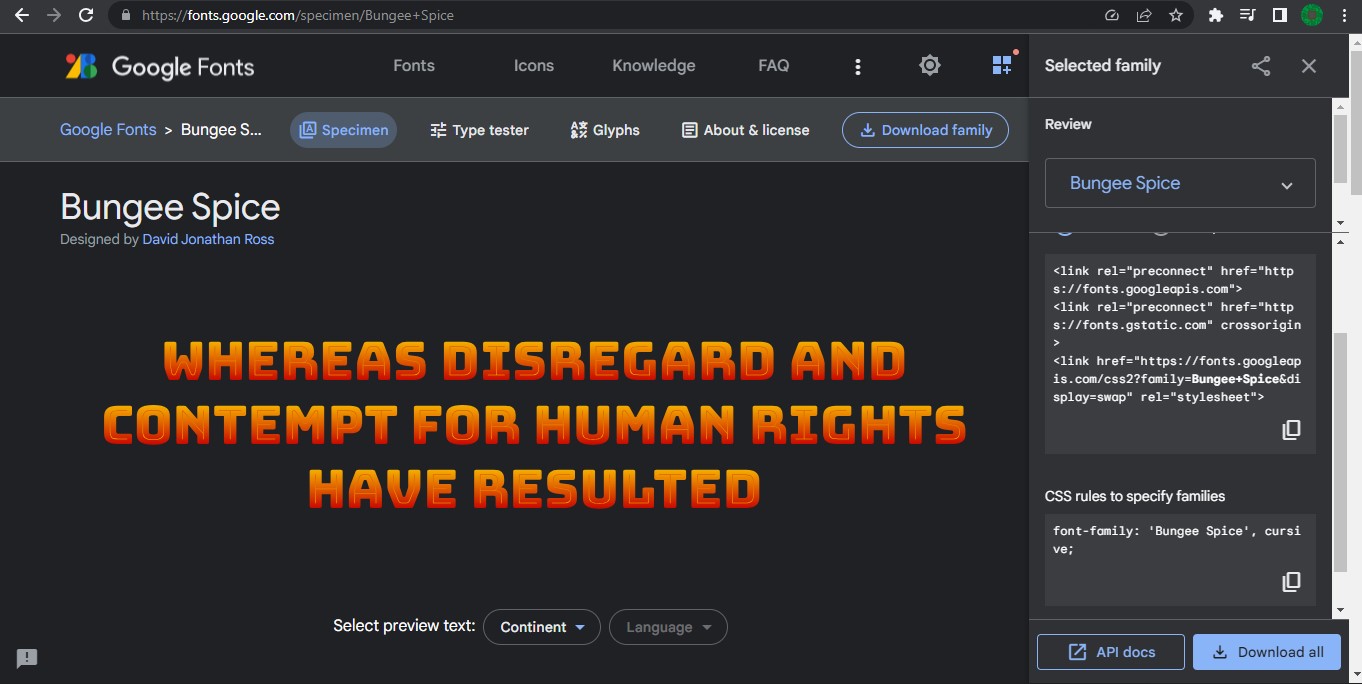 https://fonts.google.com/specimen/Bungee+Spice
Google Fonts
Fonts
Icons
Knowledge
FAQ
Google Fonts > Bungee S...
Specimen
Type tester
Glyphs
About & license
Download family
Bungee Spice
Designed by David Jonathan Ross
WHEREAS DISREGARD AND
CONTEMPT FOR HUMAN RIGHTS
HAVE RESULTED
Select preview text:
Continent
Language
Selected family
Review
Bungee Spice
<link rel="preconnect" href="http
s://fonts.googleapis.com">
<link rel="preconnect" href="http
s://fonts.gstatic.com" crossorigin
>
<link href="https://fonts.googleap
is.com/css2?family=Bungee+Spice&di
splay=swap" rel="stylesheet">
CSS rules to specify families
font-family: 'Bungee Spice', cursi
ve;
API docs
Download all